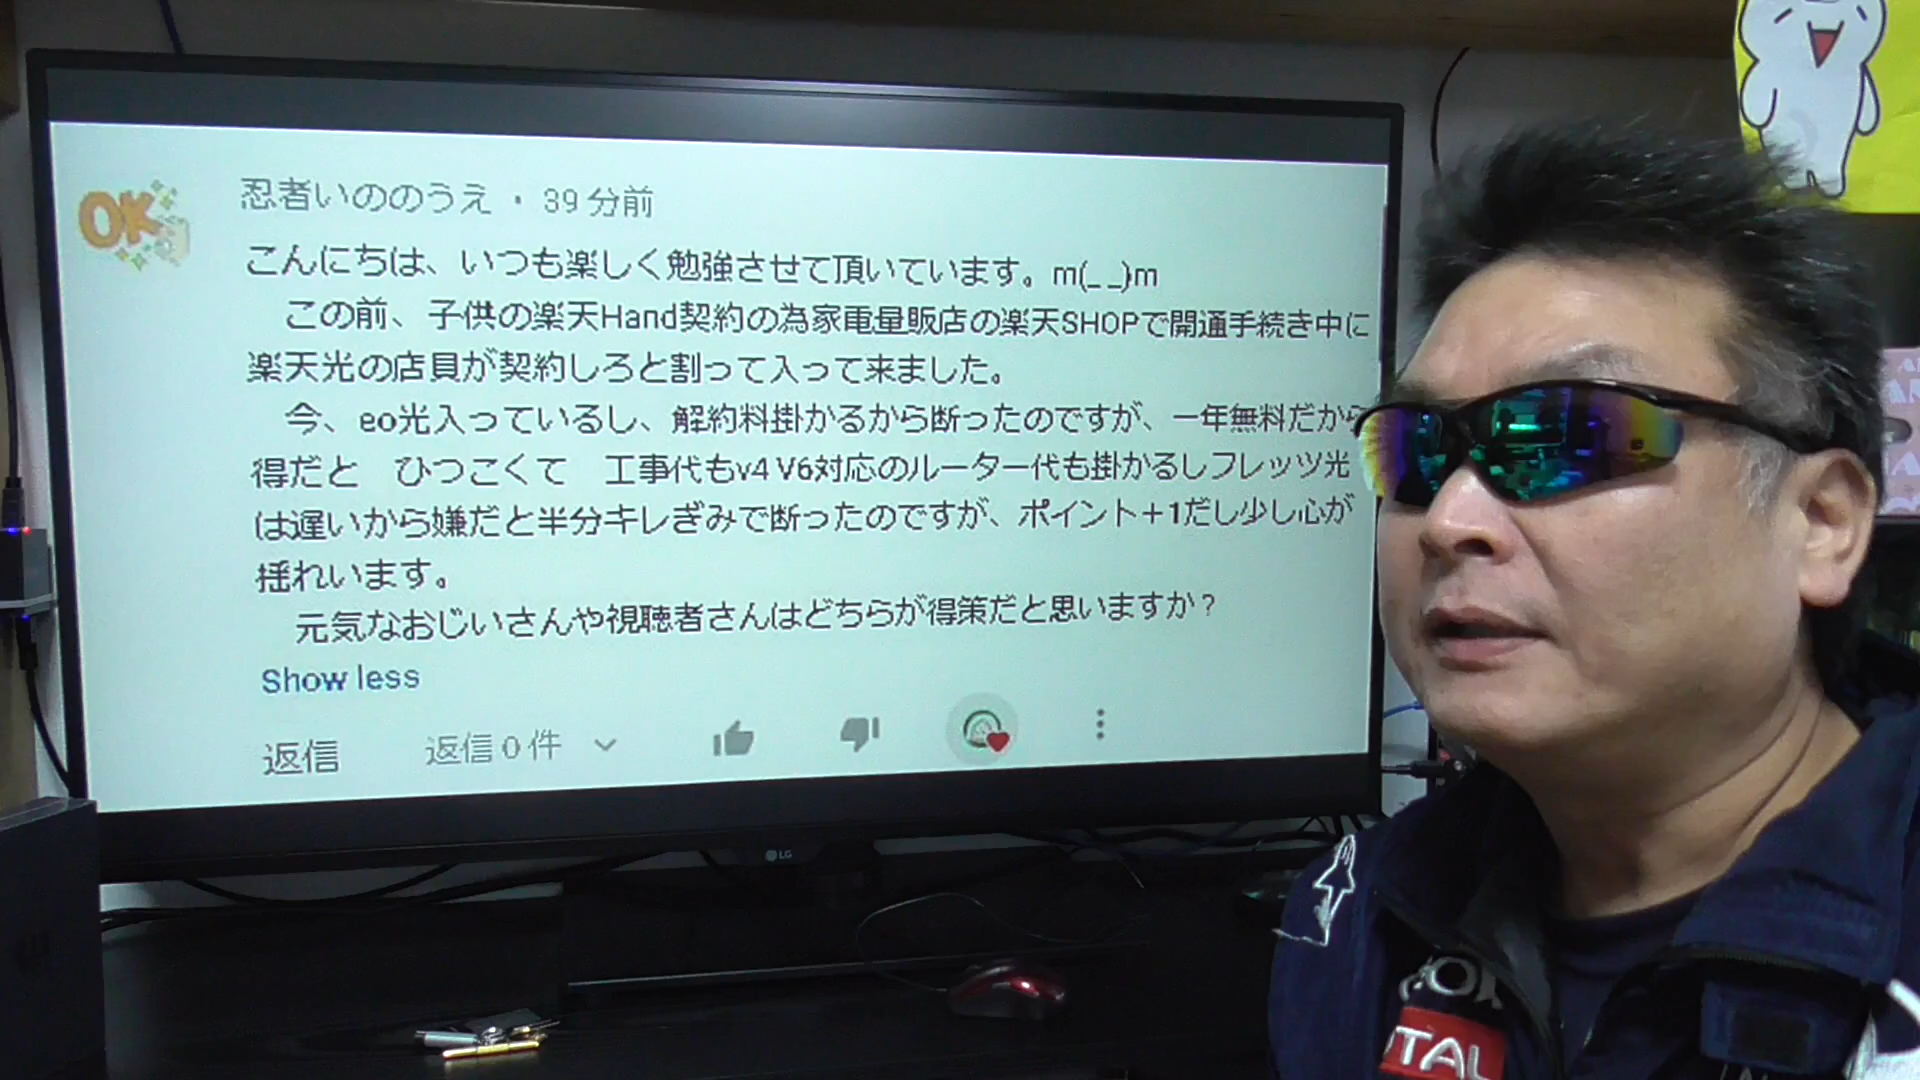 忍者いののうえ・39 分前
こんにちは、いつも楽しく勉強させて頂いています。m(_ _)m
この前、子供の楽天Hand契約の為家電量販店の楽天SHOPで開通手続き中に
楽天光の店員が契約しろと割って入って来ました。
今、eo光入っているし、解約料掛かるから断ったのですが、一年無料だから
得だと ひつこくて 工事代もv4 V6対応のルーター代も掛かるしフレッツ光
は遅いから嫌だと半分キレぎみで断ったのですが、ポイント＋1だし少し心が
揺れいます。
元気なおじいさんや視聴者さんはどちらが得策だと思いますか？
Show less
返信 返信 0 件
OK
LG
TAL